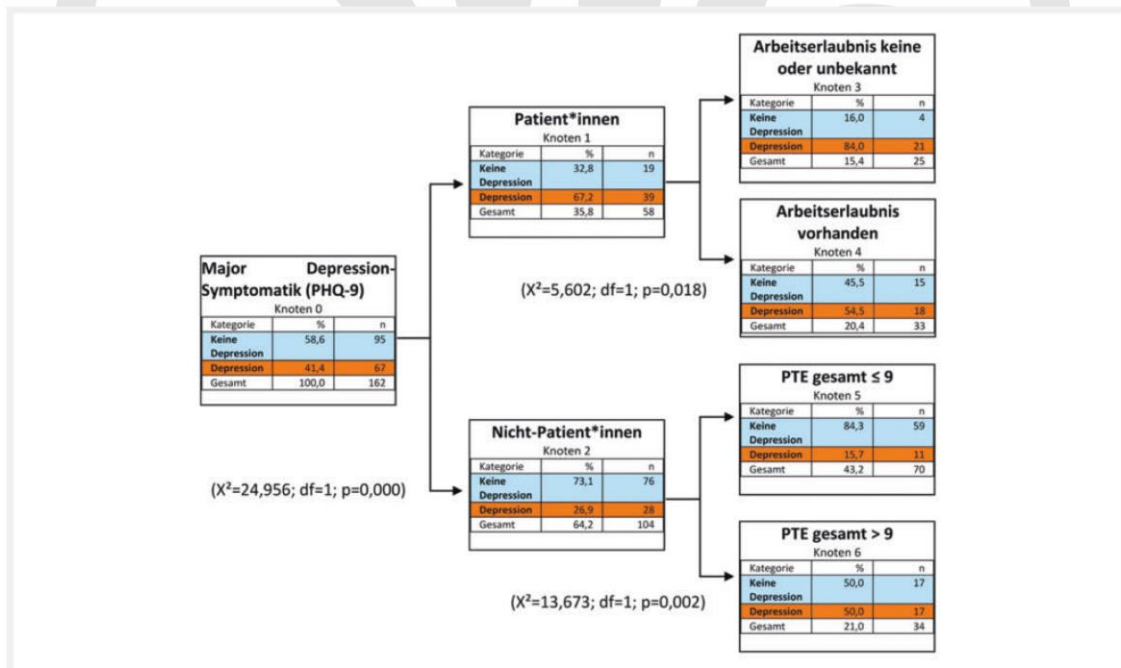 Major Depression-
Symptomatik (PHQ-9)
Knoten 0
Kategorie % n
Keine 58,6 95
Depression
Depression 41,4 67
Gesamt 100,0 162
(X²=24,956; df=1; p=0,000)
Patient*innen
Knoten 1
Kategorie % n
Keine 32,8 19
Depression
Depression 67,2 39
Gesamt 35,8 58
(X²=5,602; df=1; p=0,018)
Nicht-Patient*innen
Knoten 2
Kategorie % n
Keine 73,1 76
Depression
Depression 26,9 28
Gesamt 64,2 104
(X²=13,673; df=1; p=0,002)
Arbeitserlaubnis keine
oder unbekannt
Knoten 3
Kategorie % n
Keine 16,0 4
Depression
Depression 84,0 21
Gesamt 15,4 25
Arbeitserlaubnis
vorhanden
Knoten 4
Kategorie % n
Keine 45,5 15
Depression
Depression 54,5 18
Gesamt 20,4 33
PTE gesamt ≤ 9
Knoten 5
Kategorie % n
Keine 84,3 59
Depression
Depression 15,7 11
Gesamt 43,2 70
PTE gesamt > 9
Knoten 6
Kategorie % n
Keine 50,0 17
Depression
Depression 50,0 17
Gesamt 21,0 34